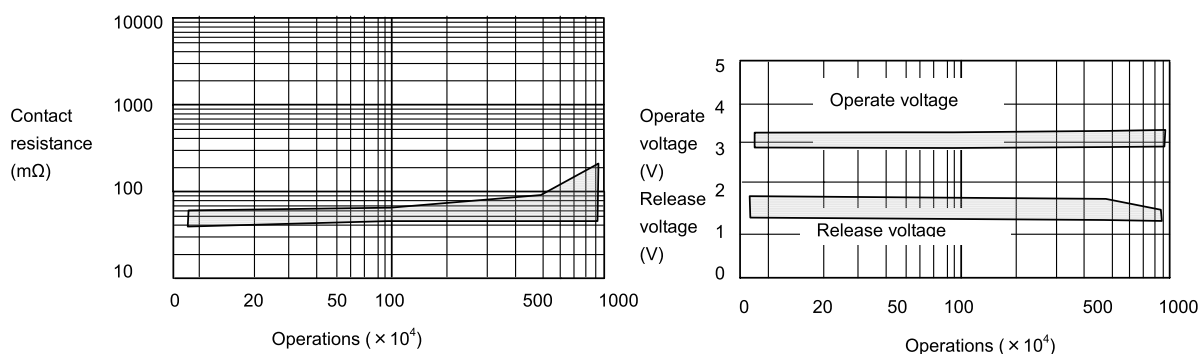 10000
1000
100
10
Contact
resistance
(mΩ)
0 20 50 100 500 1000
Operations (×10⁴)
5
4
3
2
1
0
Operate
voltage
(V)
Release
voltage
(V)
Operate voltage
Release voltage
0 20 50 100 500 1000
Operations (×10⁴)